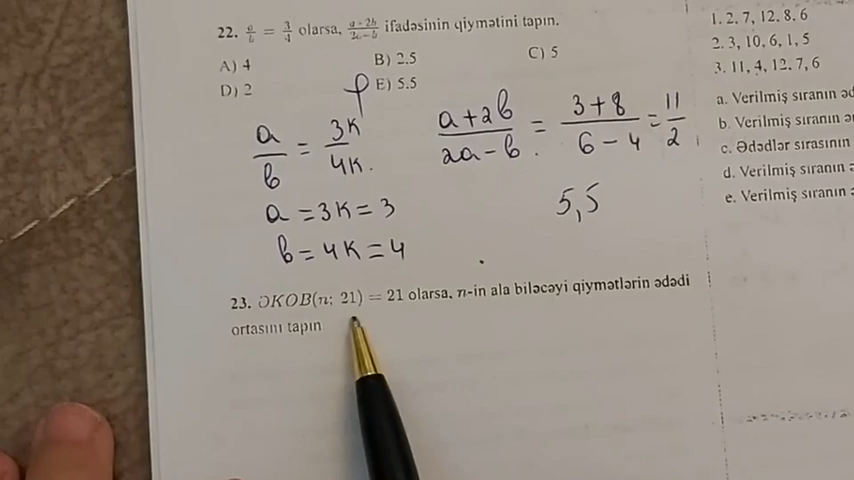 22. a/b = 3/4 olarsa, a+2b/2a−b ifadəsinin qiymətini tapın.
A) 4 B) 2.5 C) 5
D) 2 E) 5.5
a/b = 3K/4K.
a = 3K = 3
b = 4K = 4
a+2b/2a−b = 3+8/6−4 = 11/2
5,5
23. ƏKOB(n; 21) = 21 olarsa, n-in ala biləcəyi qiymətlərin ədədi
ortasını tapın
1. 2, 7, 12, 8, 6
2. 3, 10, 6, 1, 5
3. 11, 4, 12, 7, 6
a. Verilmiş sıranın
b. Verilmiş sıranın
c. Ədədlər sırasının
d. Verilmiş sıranın
e. Verilmiş sıranın